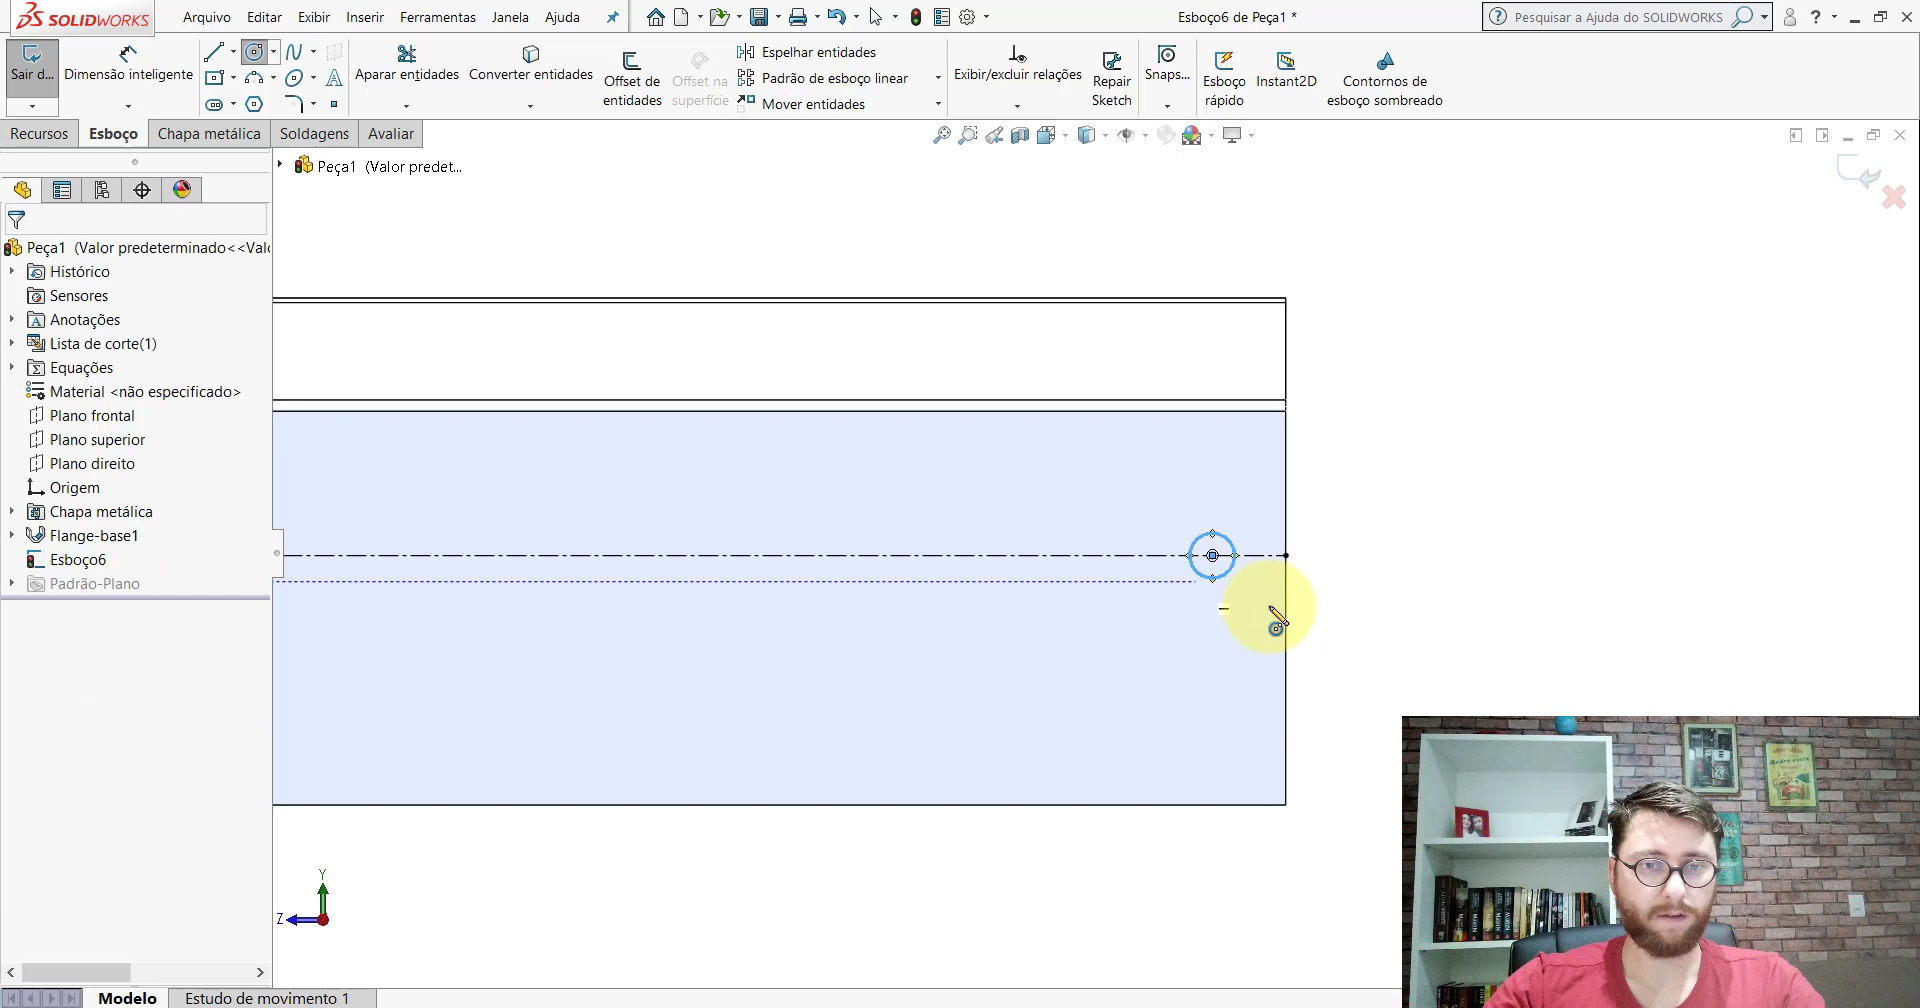 SOLIDWORKS
Arquivo Editar Exibir Inserir Ferramentas Janela Ajuda
Esboço6 de Peça1 *
Pesquisar a Ajuda do SOLIDWORKS
Sair d...
Dimensão inteligente
Aparar entidades
Converter entidades
Offset de entidades
Offset na superfície
Espelhar entidades
Padrão de esboço linear
Mover entidades
Exibir/excluir relações
Repair Sketch
Snaps...
Esboço rápido
Instant2D
Contornos de esboço sombreado
Recursos Esboço Chapa metálica Soldagens Avaliar
Peça1 (Valor predet...
Peça1 (Valor predeterminado<<Val
Histórico
Sensores
Anotações
Lista de corte(1)
Equações
Material <não especificado>
Plano frontal
Plano superior
Plano direito
Origem
Chapa metálica
Flange-base1
Esboço6
Padrão-Plano
Y
Z
Modelo Estudo de movimento 1